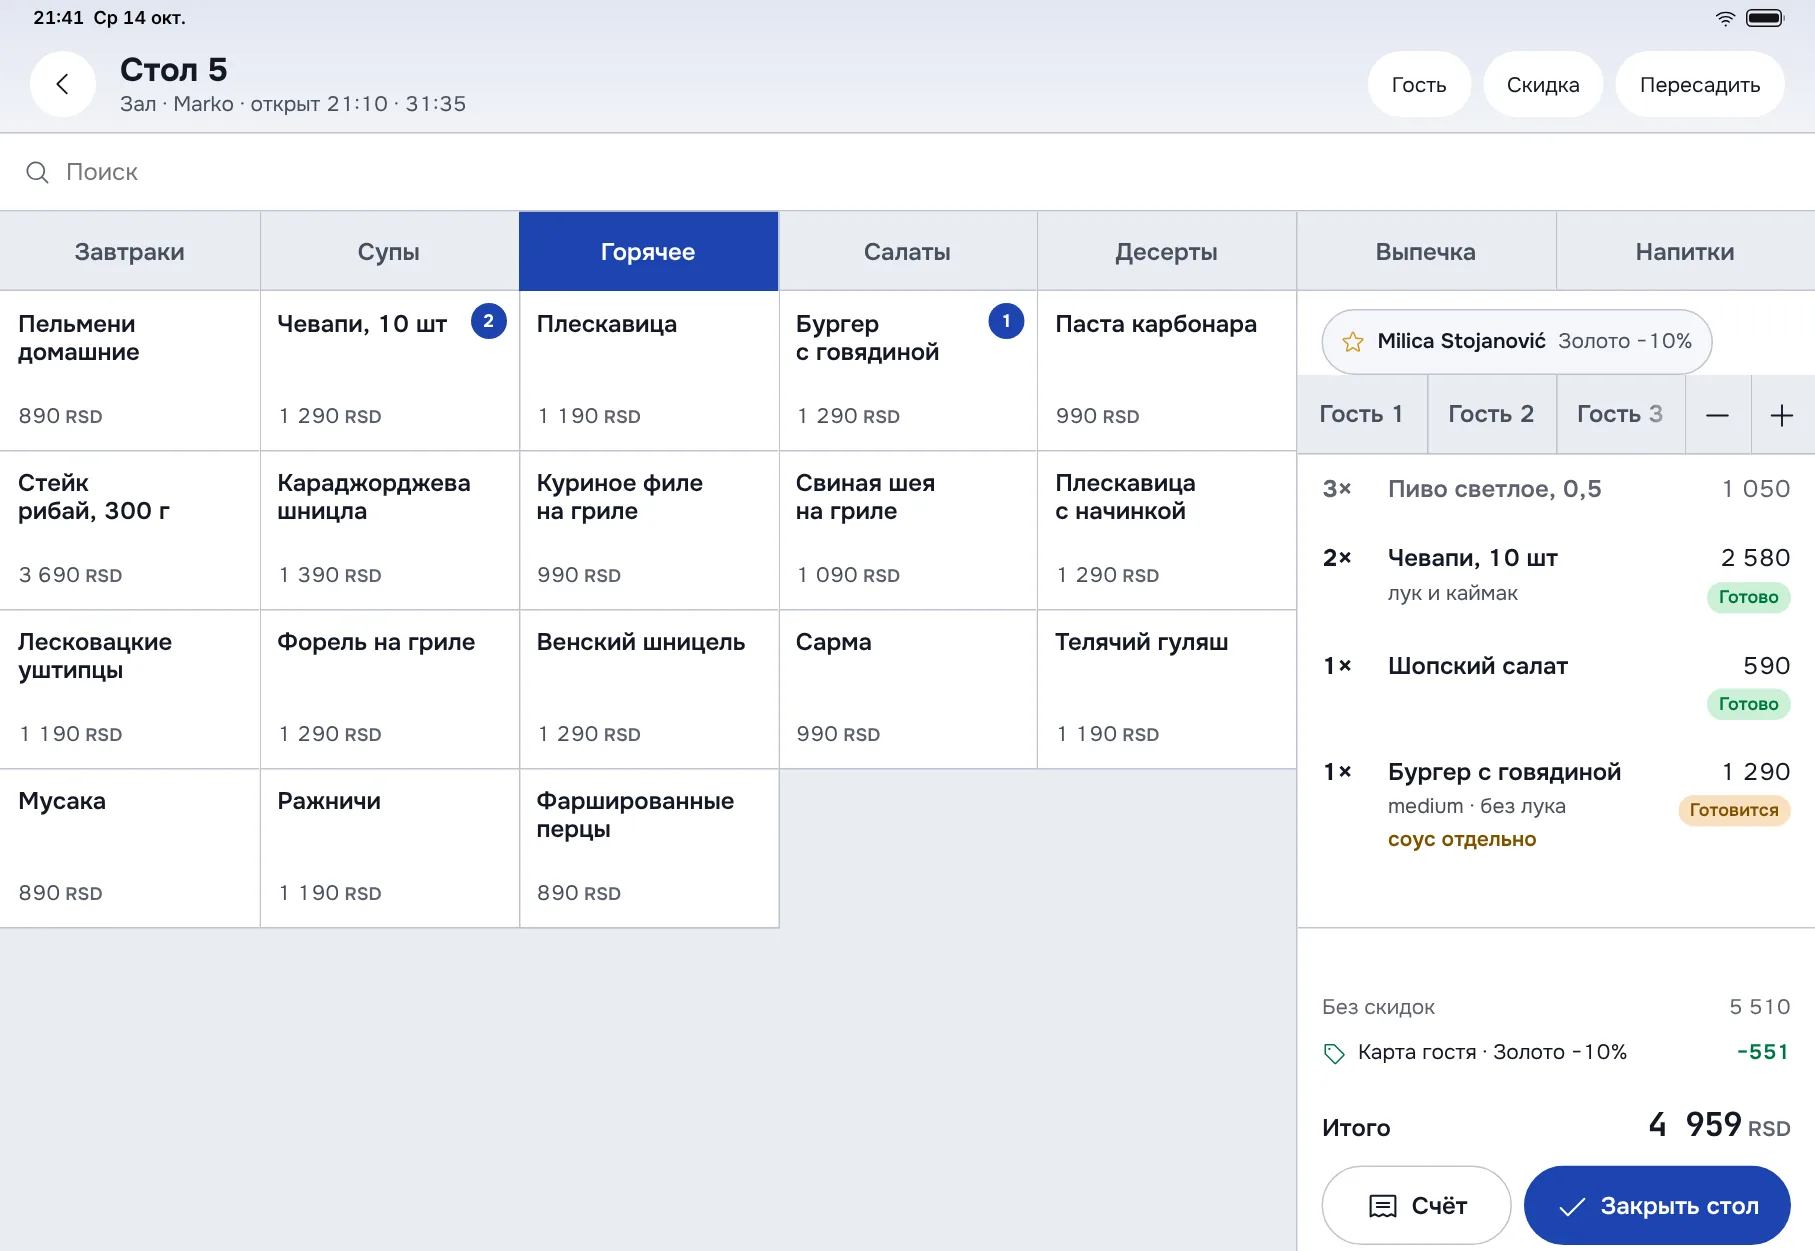 21:41 Ср 14 окт.
Стол 5
Зал · Marko · открыт 21:10 · 31:35
Гость
Скидка
Пересадить
Поиск
Завтраки
Супы
Горячее
Салаты
Десерты
Выпечка
Напитки
Пельмени
домашние
890 RSD
Чевапи, 10 шт
2
1 290 RSD
Плескавица
1 190 RSD
Бургер
с говядиной
1
1 290 RSD
Паста карбонара
990 RSD
Стейк
рибай, 300 г
3 690 RSD
Караджорджева
шницла
1 390 RSD
Куриное филе
на гриле
990 RSD
Свиная шея
на гриле
1 090 RSD
Плескавица
с начинкой
1 290 RSD
Лесковацкие
уштипцы
1 190 RSD
Форель на гриле
1 290 RSD
Венский шницель
1 290 RSD
Сарма
990 RSD
Телячий гуляш
1 190 RSD
Мусака
890 RSD
Ражничи
1 190 RSD
Фаршированные
перцы
890 RSD
Milica Stojanović Золото −10%
Гость 1
Гость 2
Гость 3
− +
3× Пиво светлое, 0,5 1 050
2× Чевапи, 10 шт 2 580
лук и каймак
Готово
1× Шопский салат 590
Готово
1× Бургер с говядиной 1 290
medium · без лука
Готовится
соус отдельно
Без скидок 5 510
Карта гостя · Золото −10% −551
Итого 4 959 RSD
Счёт
Закрыть стол